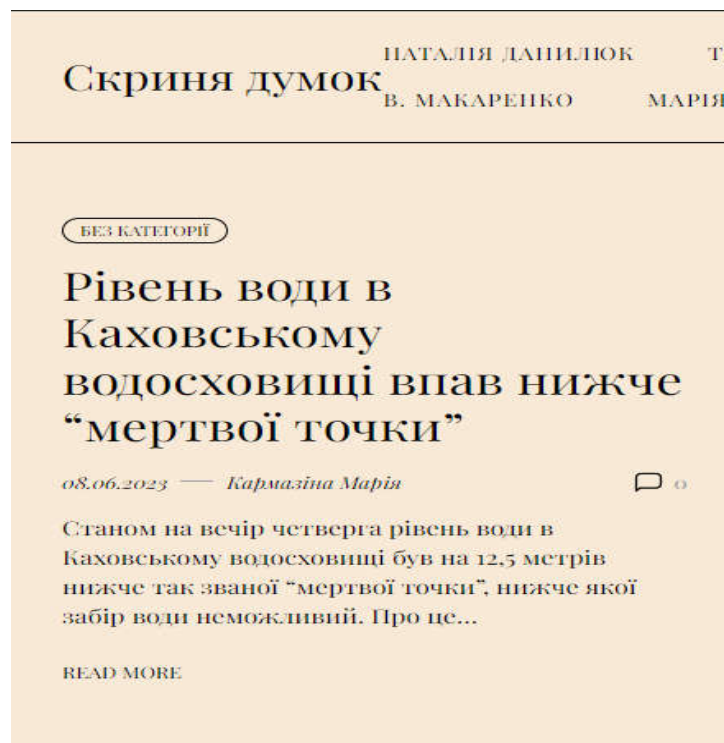 НАТАЛІЯ ДАНИЛЮК
Скриня думок
В. МАКАРЕНКО МАРІЯ
БЕЗ КАТЕГОРІЇ
Рівень води в
Каховському
водосховищі впав нижче
“мертвої точки”
08.06.2023 — Кармазіна Марія 0
Станом на вечір четверга рівень води в
Каховському водосховищі був на 12,5 метрів
нижче так званої “мертвої точки”, нижче якої
забір води неможливий. Про це...
READ MORE